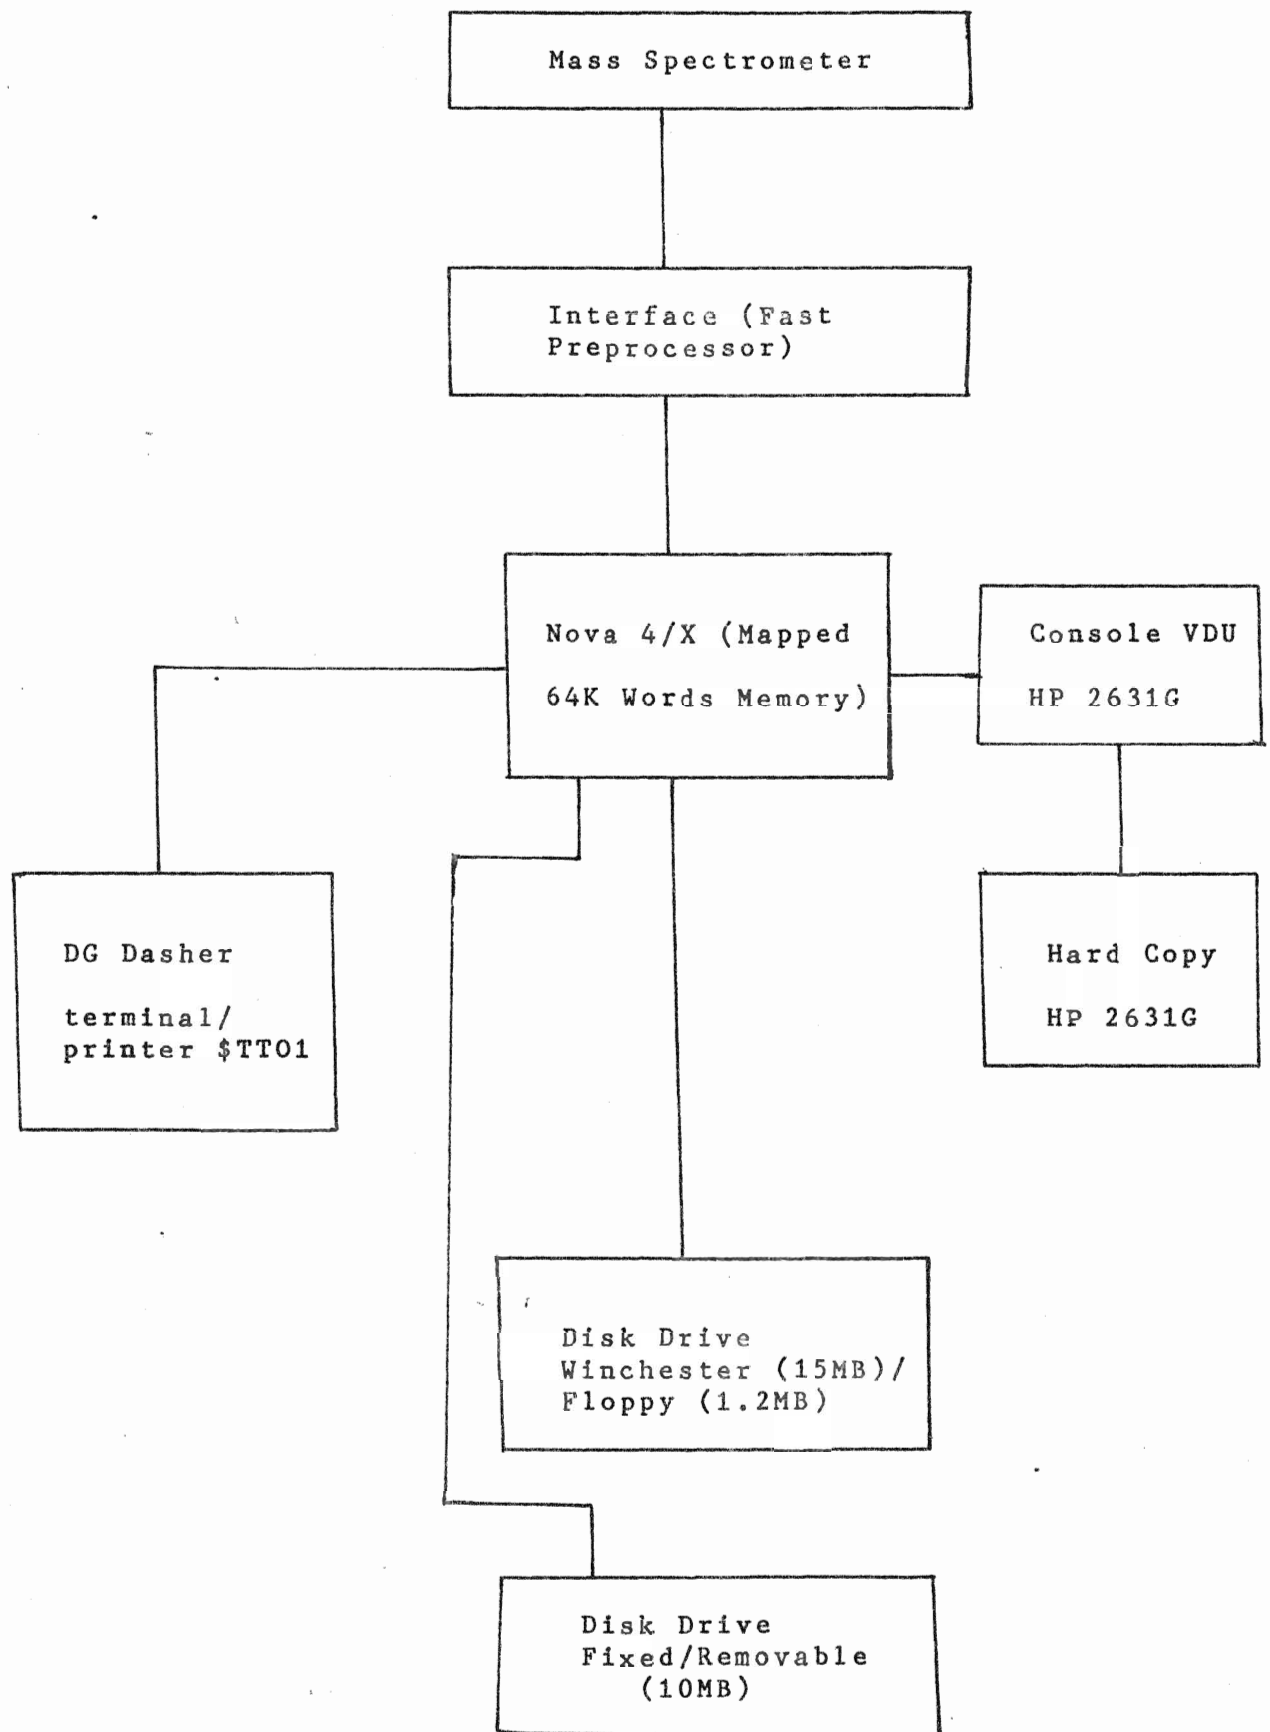 Mass Spectrometer
Interface (Fast
Preprocessor)
Nova 4/X (Mapped
64K Words Memory)
Console VDU
HP 2631G
DG Dasher
terminal/
printer $TTO1
Hard Copy
HP 2631G
Disk Drive
Winchester (15MB)/
Floppy (1.2MB)
Disk Drive
Fixed/Removable
(10MB)